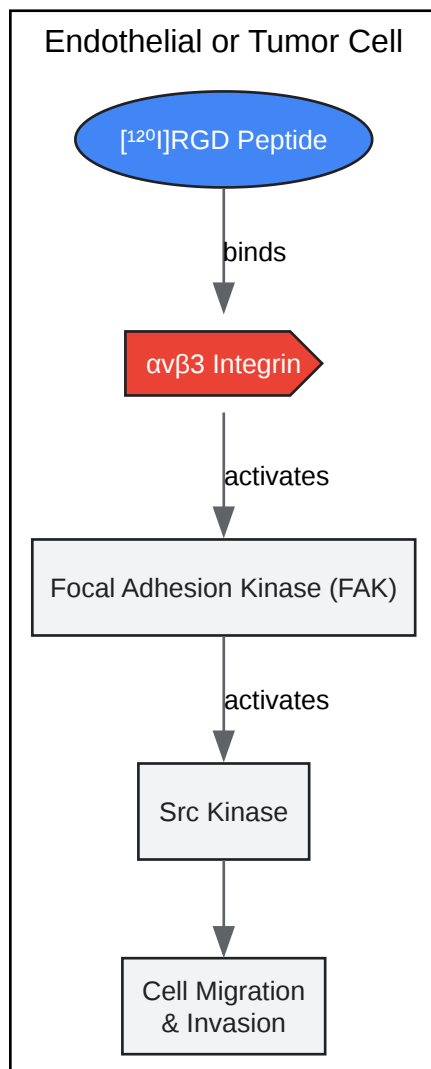 Endothelial or Tumor Cell
[¹²⁰I]RGD Peptide
binds
αvβ3 Integrin
activates
Focal Adhesion Kinase (FAK)
activates
Src Kinase
Cell Migration
& Invasion